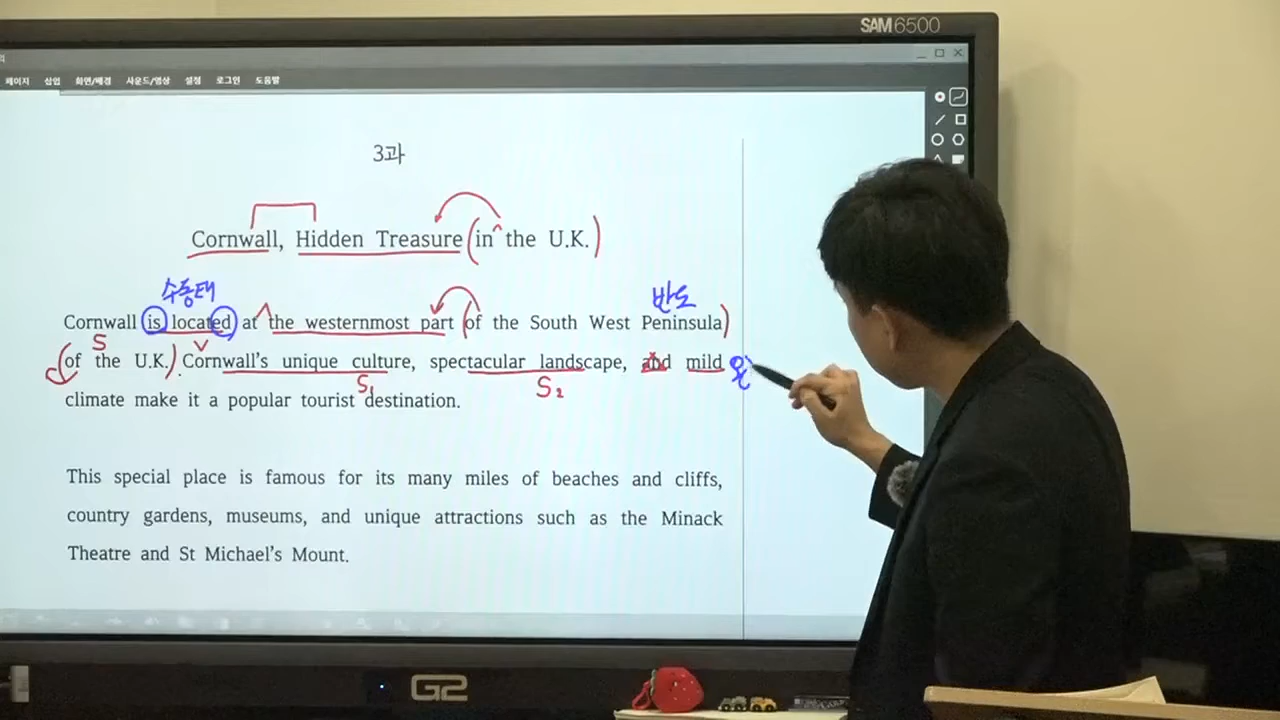 SAM6500
페이지 삽입 화면/배경 사운드/영상 설정 로그인 도움말
3과
Cornwall, Hidden Treasure (in the U.K.)
수동태
반도
Cornwall is located at the westernmost part (of the South West Peninsula)
S
(of the U.K.). Cornwall's unique culture, spectacular landscape, and mild
S1
S2
climate make it a popular tourist destination.
This special place is famous for its many miles of beaches and cliffs,
country gardens, museums, and unique attractions such as the Minack
Theatre and St Michael's Mount.
G2